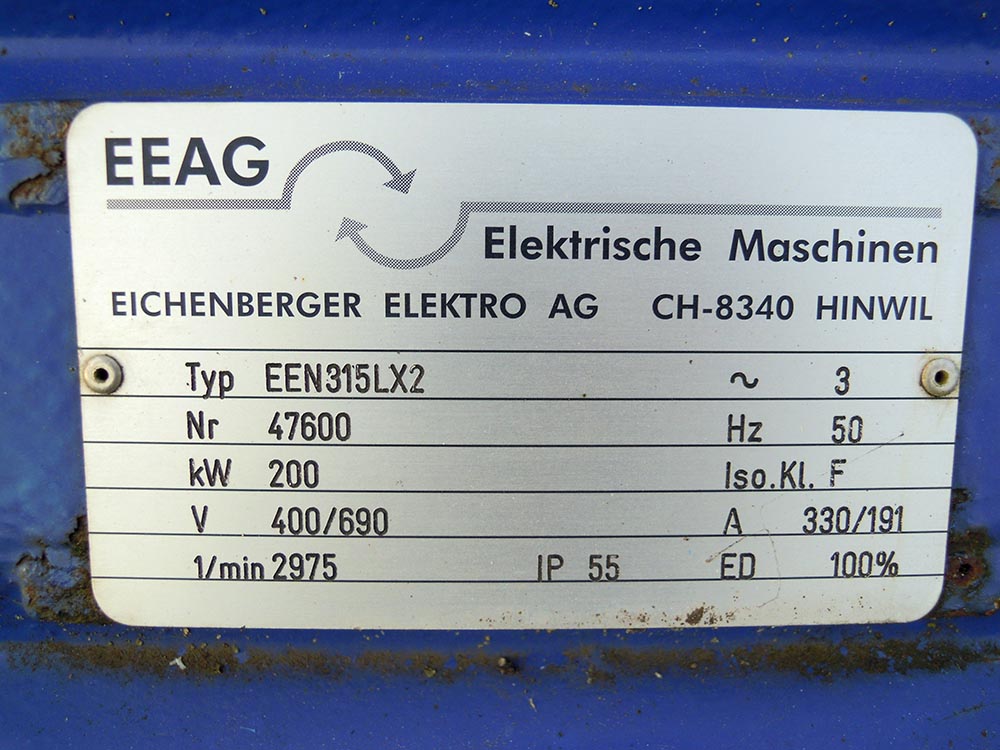 EEAG
Elektrische Maschinen
EICHENBERGER ELEKTRO AG CH-8340 HINWIL
Typ EEN315LX2 ~ 3
Nr 47600 Hz 50
kW 200 Iso.Kl. F
V 400/690 A 330/191
1/min 2975 IP 55 ED 100%